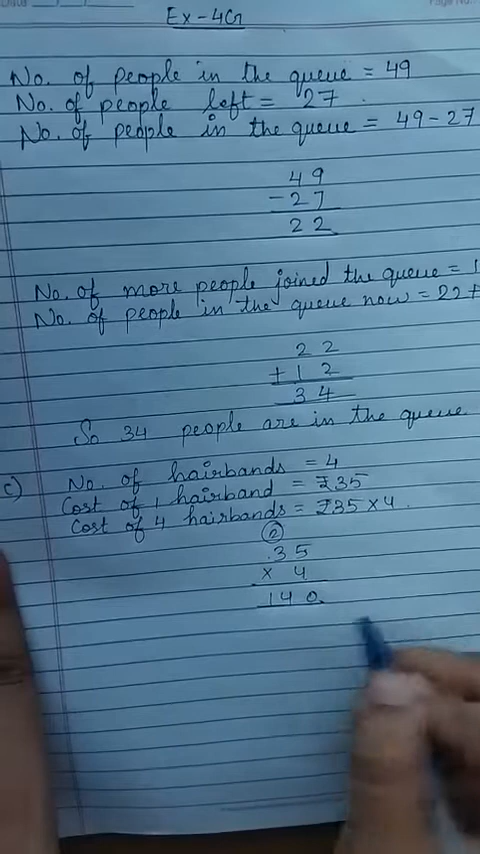 Ex-4G
No. of people in the queue = 49
No. of people left = 27.
No. of people in the queue = 49-27
49
-27
22
No. of more people joined the queue = 1
No. of people in the queue now = 22+
22
+12
34
So 34 people are in the queue
c) No. of hairbands = 4
Cost of 1 hairband = ₹35
Cost of 4 hairbands = ₹35×4.
②
35
× 4
140